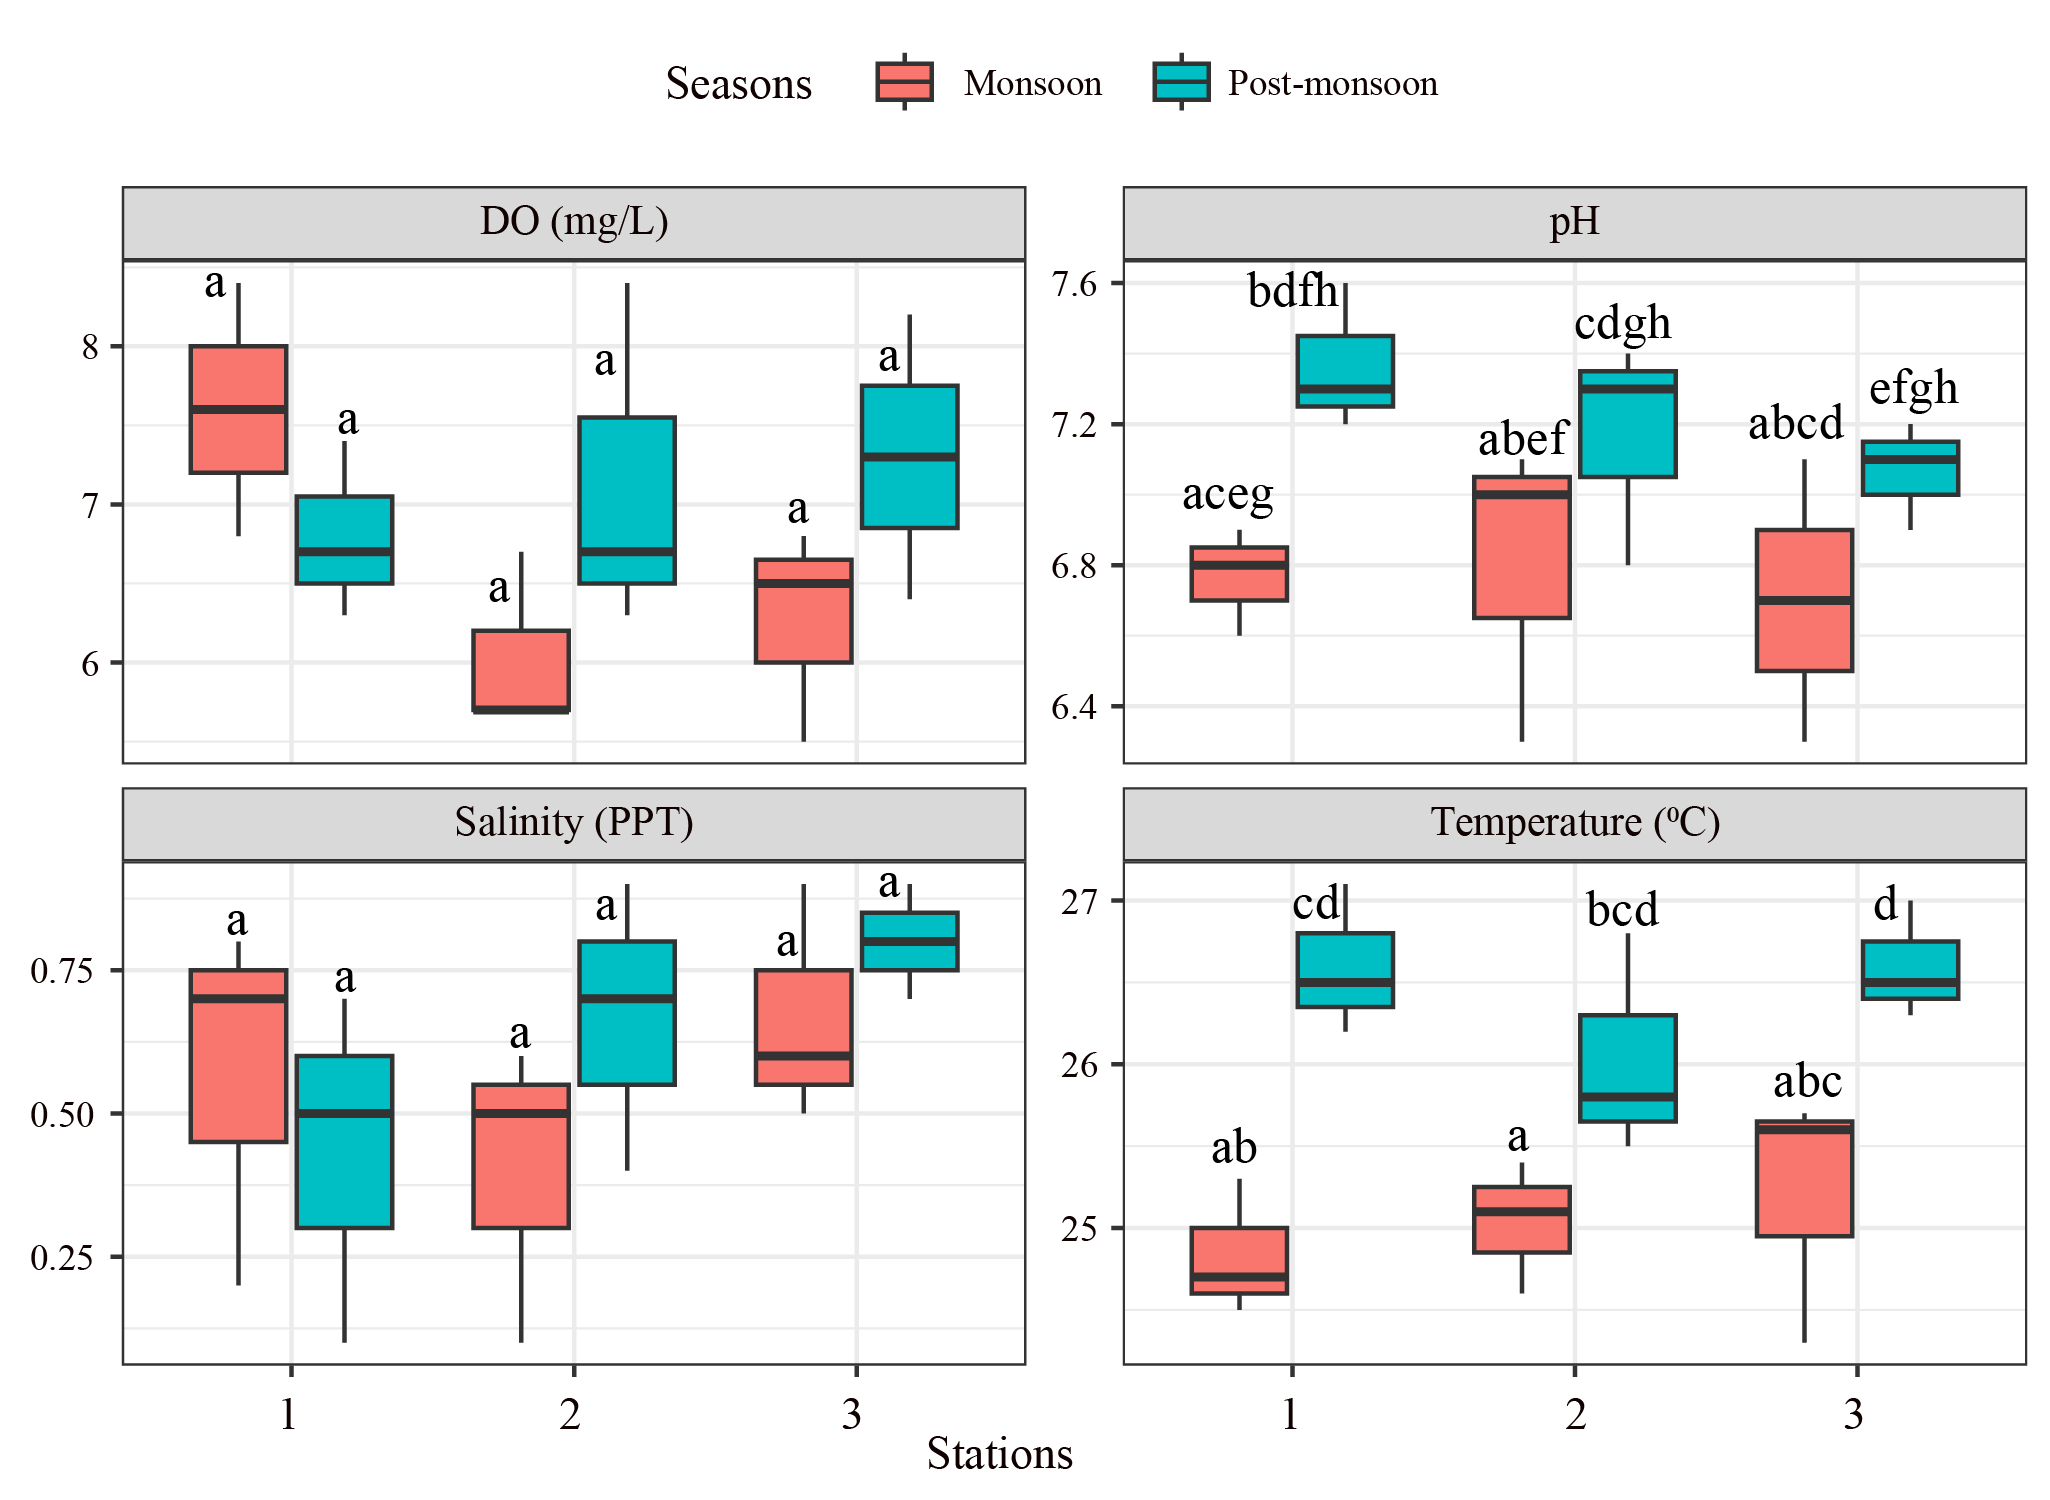 Seasons Monsoon Post-monsoon
DO (mg/L)
8
7
6
a
a
a
a
a
a
pH
7.6
7.2
6.8
6.4
aceg
bdfh
abef
cdgh
abcd
efgh
Salinity (PPT)
0.75
0.50
0.25
a
a
a
a
a
a
1 2 3
Temperature (⁰C)
27
26
25
ab
cd
a
bcd
abc
d
1 2 3
Stations